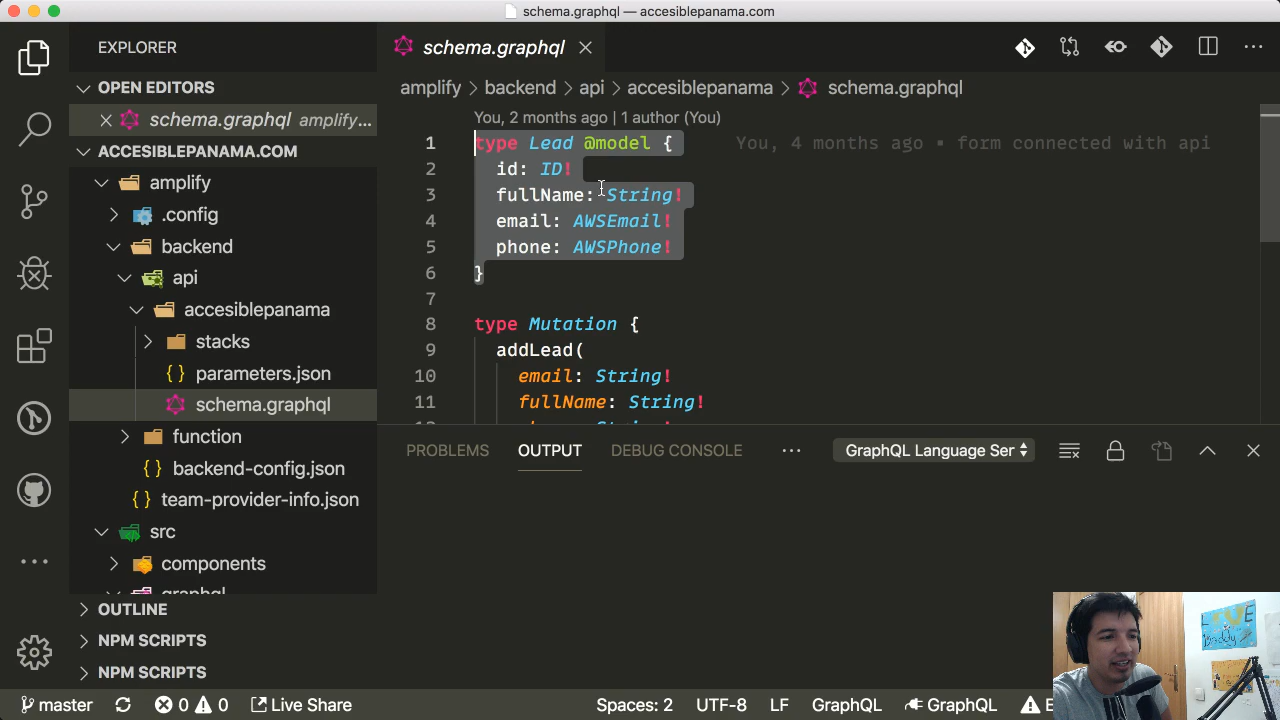 schema.graphql — accesiblepanama.com
EXPLORER
OPEN EDITORS
schema.graphql amplify...
ACCESIBLEPANAMA.COM
amplify
.config
backend
api
accesiblepanama
stacks
{} parameters.json
schema.graphql
function
{} backend-config.json
{} team-provider-info.json
src
components
graphql
OUTLINE
NPM SCRIPTS
NPM SCRIPTS
schema.graphql
amplify > backend > api > accesiblepanama > schema.graphql
You, 2 months ago | 1 author (You)
1 type Lead @model { You, 4 months ago • form connected with api
2 id: ID!
3 fullName: String!
4 email: AWSEmail!
5 phone: AWSPhone!
6 }
7
8 type Mutation {
9 addLead(
10 email: String!
11 fullName: String!
PROBLEMS OUTPUT DEBUG CONSOLE ... GraphQL Language Ser
LOVE
Braddy
master 0 0 Live Share Spaces: 2 UTF-8 LF GraphQL GraphQL